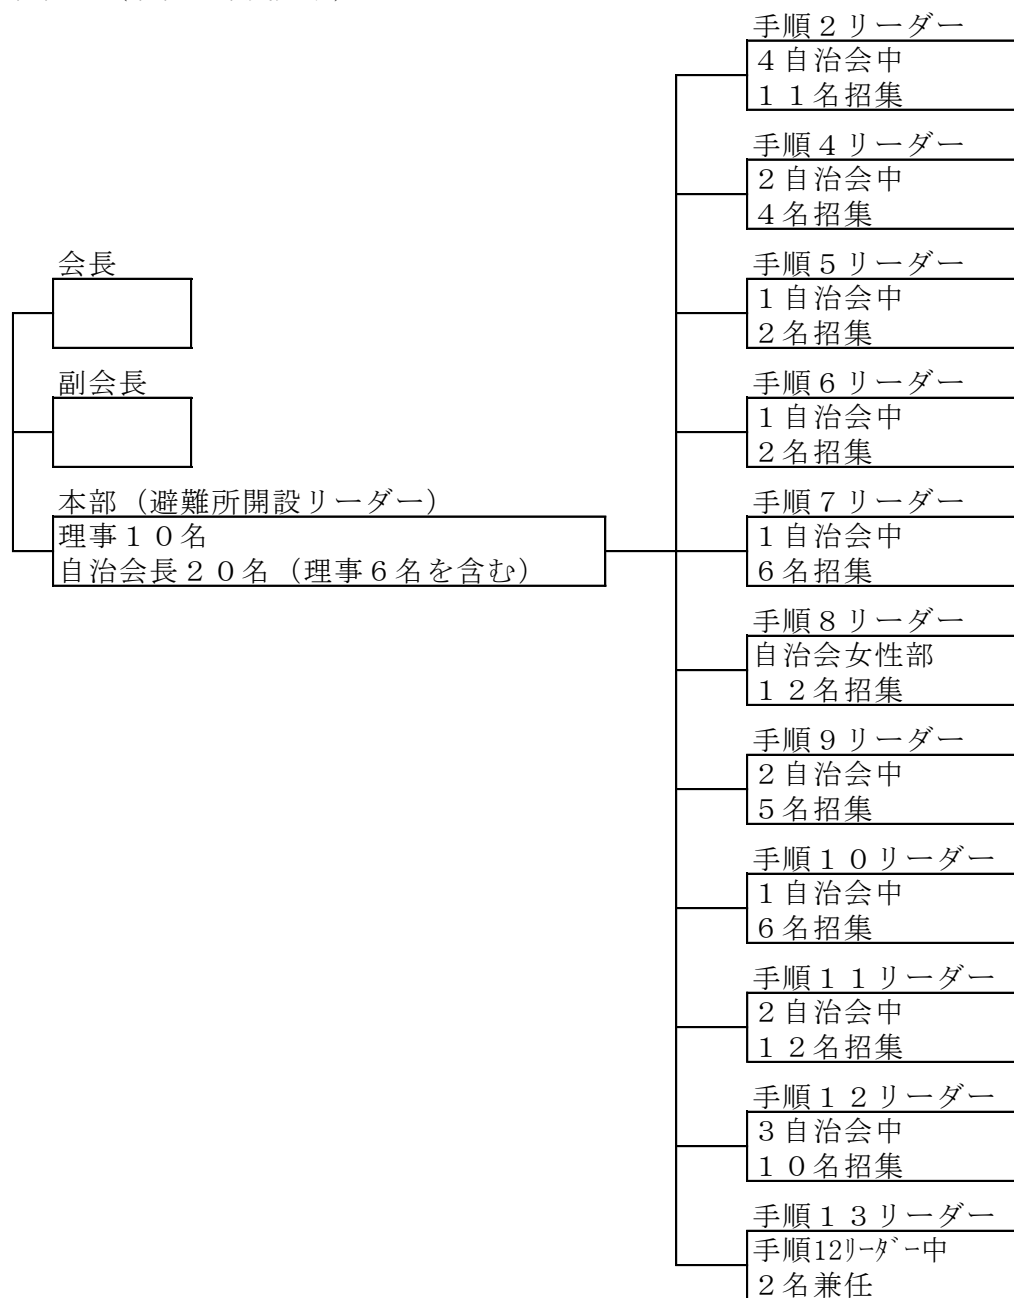 会長
副会長
本部（避難所開設リーダー）
理事１０名
自治会長２０名（理事６名を含む）
手順２リーダー
４自治会中
１１名招集
手順４リーダー
２自治会中
４名招集
手順５リーダー
１自治会中
２名招集
手順６リーダー
１自治会中
２名招集
手順７リーダー
１自治会中
６名招集
手順８リーダー
自治会女性部
１２名招集
手順９リーダー
２自治会中
５名招集
手順１０リーダー
１自治会中
６名招集
手順１１リーダー
２自治会中
１２名招集
手順１２リーダー
３自治会中
１０名招集
手順１３リーダー
手順12ﾘｰﾀﾞｰ中
２名兼任